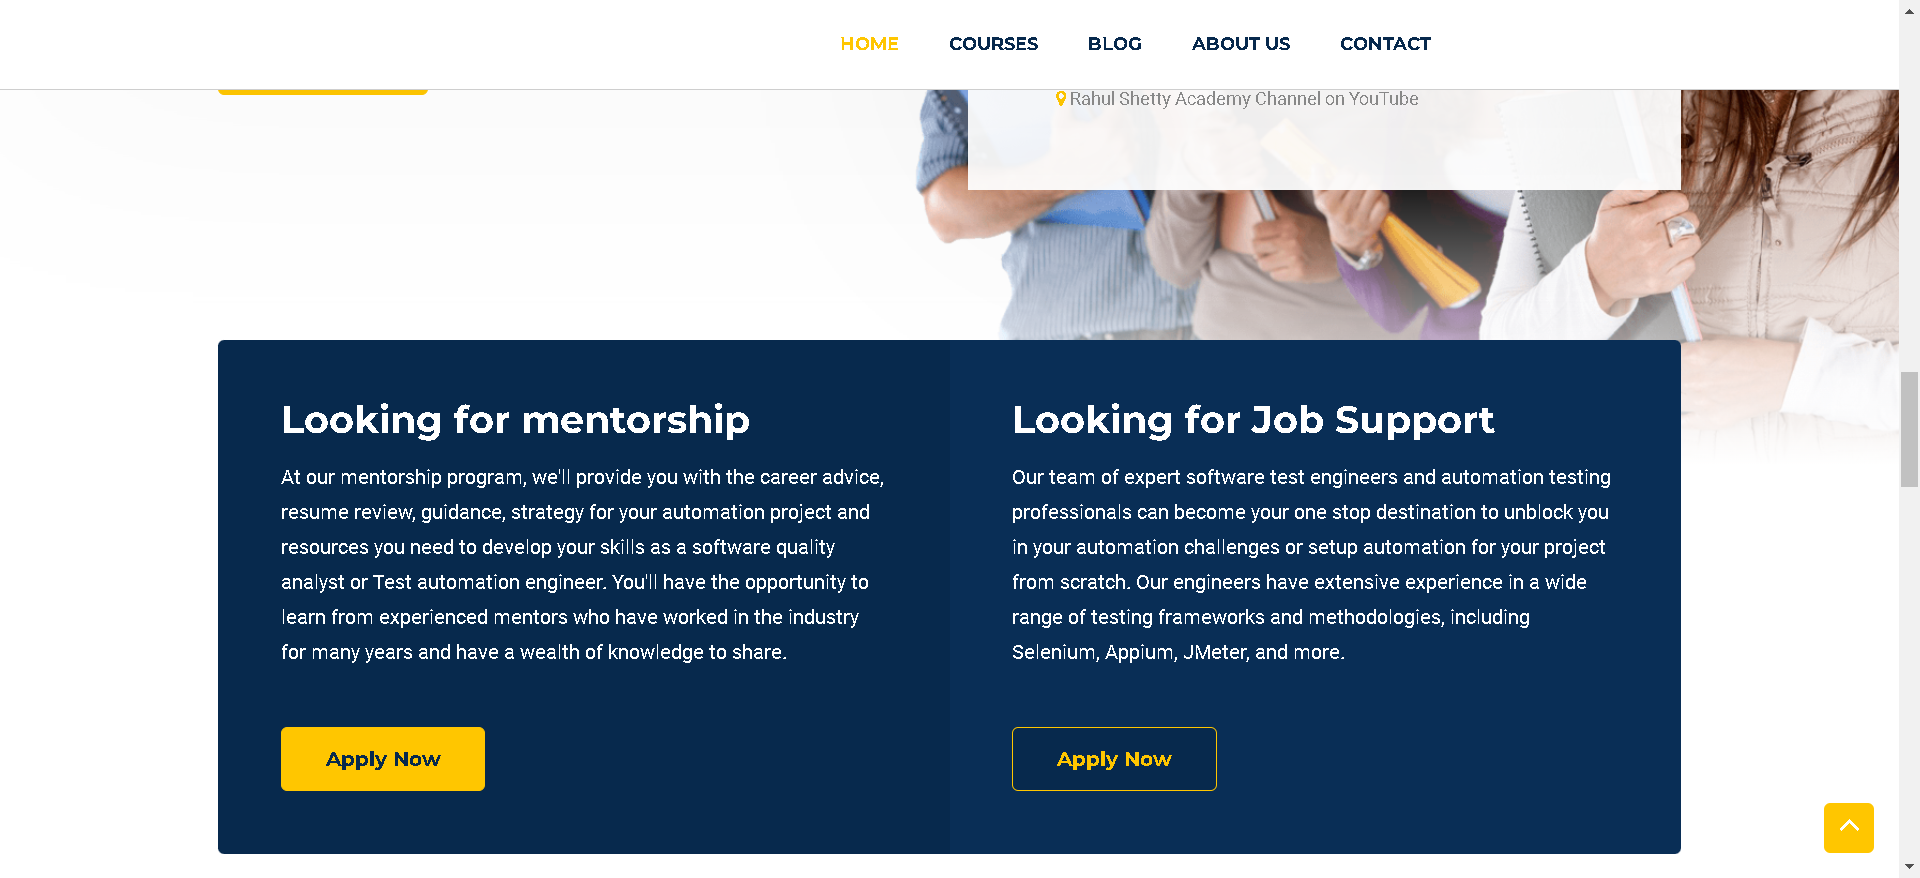 HOME COURSES BLOG ABOUT US CONTACT
Rahul Shetty Academy Channel on YouTube
Looking for mentorship
At our mentorship program, we'll provide you with the career advice,
resume review, guidance, strategy for your automation project and
resources you need to develop your skills as a software quality
analyst or Test automation engineer. You'll have the opportunity to
learn from experienced mentors who have worked in the industry
for many years and have a wealth of knowledge to share.
Apply Now
Looking for Job Support
Our team of expert software test engineers and automation testing
professionals can become your one stop destination to unblock you
in your automation challenges or setup automation for your project
from scratch. Our engineers have extensive experience in a wide
range of testing frameworks and methodologies, including
Selenium, Appium, JMeter, and more.
Apply Now